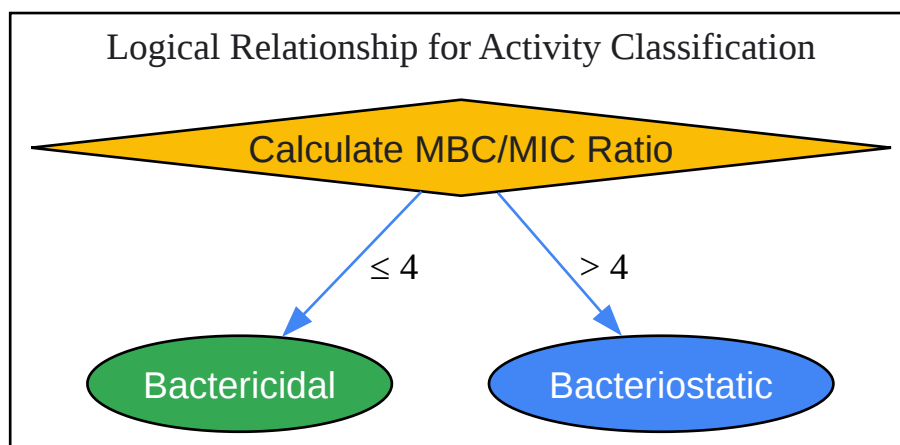 Logical Relationship for Activity Classification
Calculate MBC/MIC Ratio
≤ 4
> 4
Bactericidal
Bacteriostatic